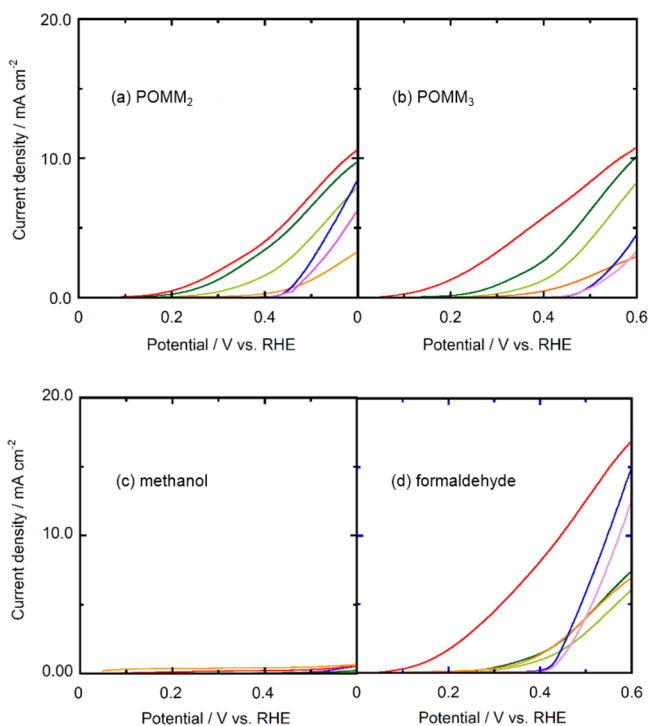 20.0
(a) POMM2
(b) POMM3
10.0
0.0
Current density / mA cm-2
0
0.2
0.4
0
0.2
0.4
0.6
Potential / V vs. RHE
Potential / V vs. RHE
20.0
(c) methanol
(d) formaldehyde
10.0
0.00
Current density / mA cm-2
0
0.2
0.4
0
0.2
0.4
0.6
Potential / V vs. RHE
Potential / V vs. RHE